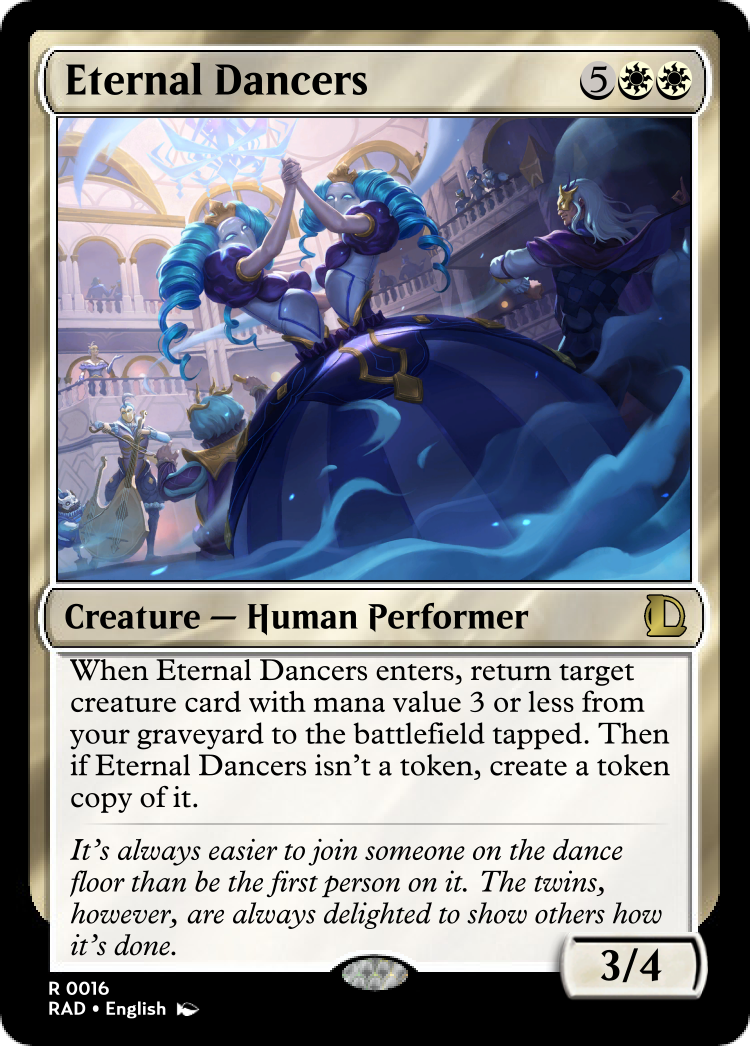 Eternal Dancers 5
Creature — Human Performer
When Eternal Dancers enters, return target
creature card with mana value 3 or less from
your graveyard to the battlefield tapped. Then
if Eternal Dancers isn't a token, create a token
copy of it.
It's always easier to join someone on the dance
floor than be the first person on it. The twins,
however, are always delighted to show others how
it's done.
3/4
R 0016
RAD • English